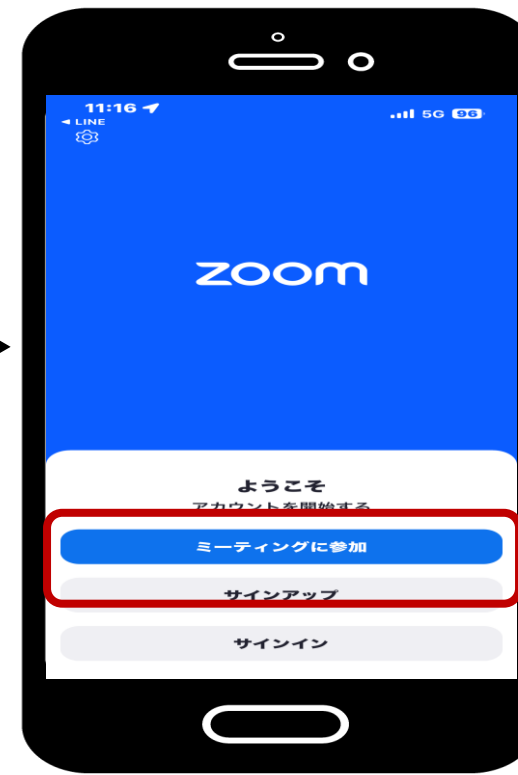 11:16
◀ LINE
5G 96
zoom
ようこそ
アカウントを開始する
ミーティングに参加
サインアップ
サインイン